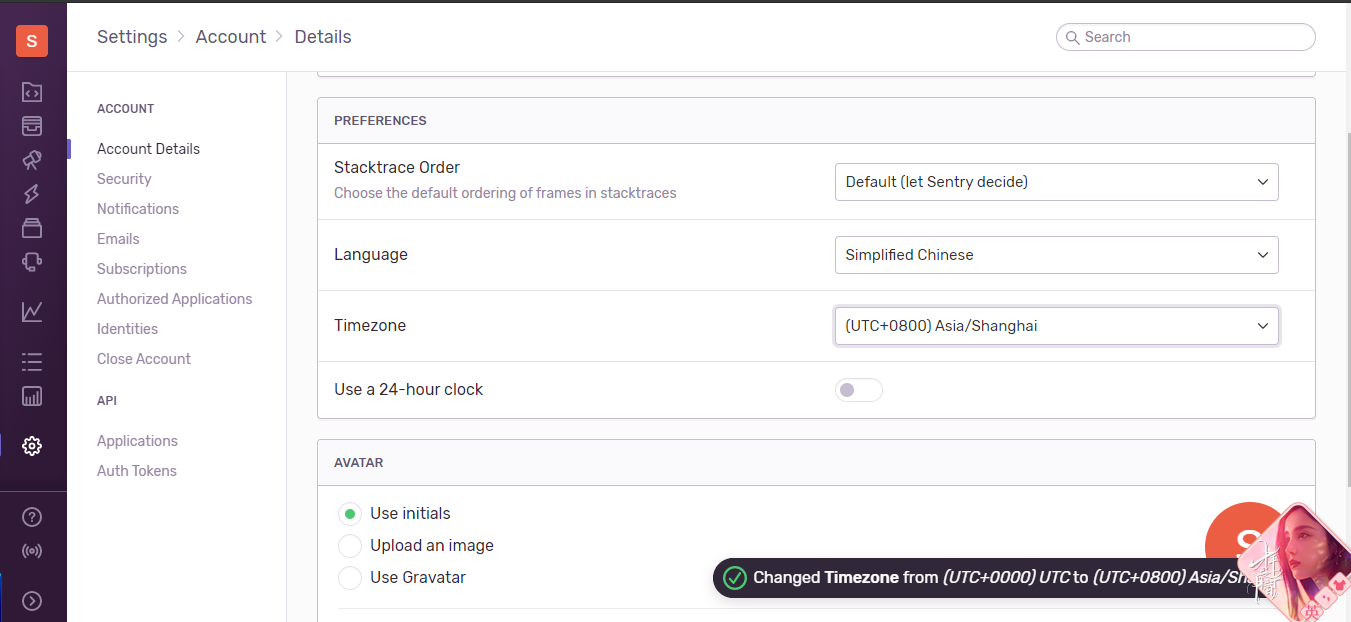 S
Settings > Account > Details
Search
ACCOUNT
Account Details
Security
Notifications
Emails
Subscriptions
Authorized Applications
Identities
Close Account
API
Applications
Auth Tokens
PREFERENCES
Stacktrace Order
Choose the default ordering of frames in stacktraces
Default (let Sentry decide)
Language
Simplified Chinese
Timezone
(UTC+0800) Asia/Shanghai
Use a 24-hour clock
AVATAR
Use initials
Upload an image
Use Gravatar
S
Changed Timezone from (UTC+0000) UTC to (UTC+0800) Asia/Sh
英